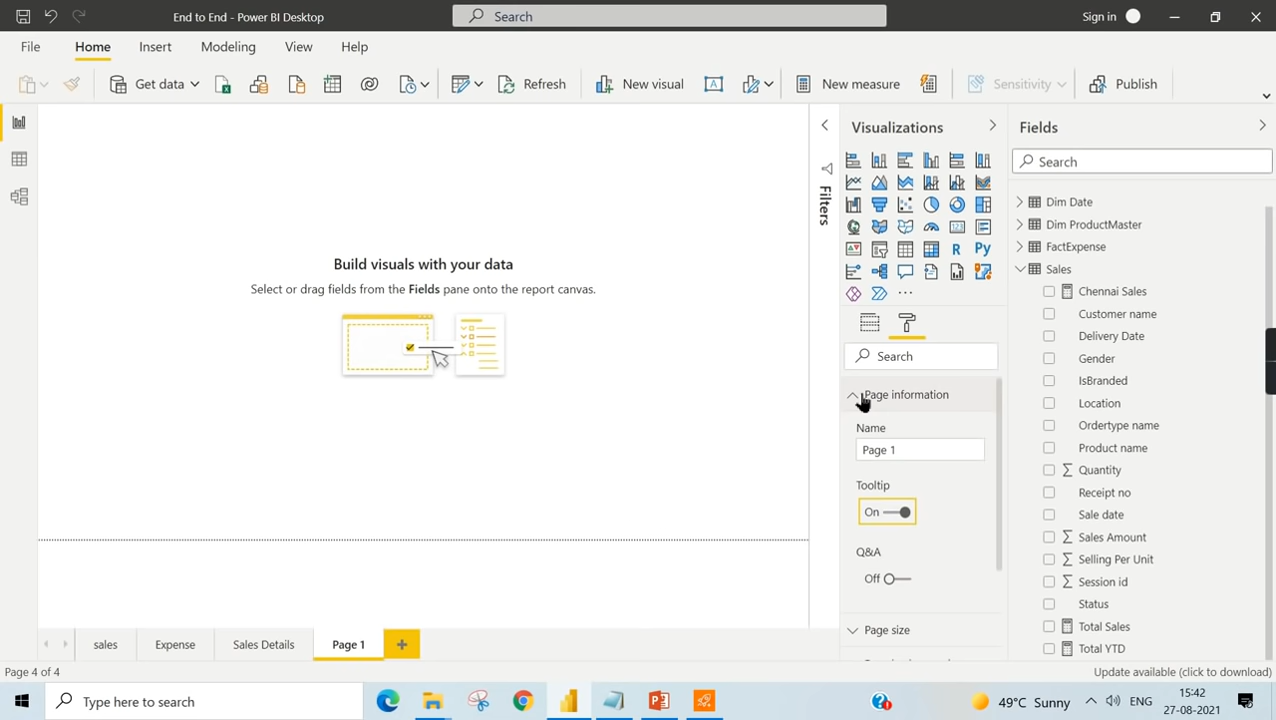 End to End - Power BI Desktop
Search
Sign in
File
Home
Insert
Modeling
View
Help
Get data
Refresh
New visual
New measure
Sensitivity
Publish
Build visuals with your data
Select or drag fields from the Fields pane onto the report canvas.
Filters
Visualizations
R
Py
Search
Page information
Name
Page 1
Tooltip
On
Q&A
Off
Page size
Fields
Search
Dim Date
Dim ProductMaster
FactExpense
Sales
Chennai Sales
Customer name
Delivery Date
Gender
IsBranded
Location
Ordertype name
Product name
Quantity
Receipt no
Sale date
Sales Amount
Selling Per Unit
Session id
Status
Total Sales
Total YTD
sales
Expense
Sales Details
Page 1
Page 4 of 4
Update available (click to download)
Type here to search
49°C Sunny
ENG
15:42
27-08-2021